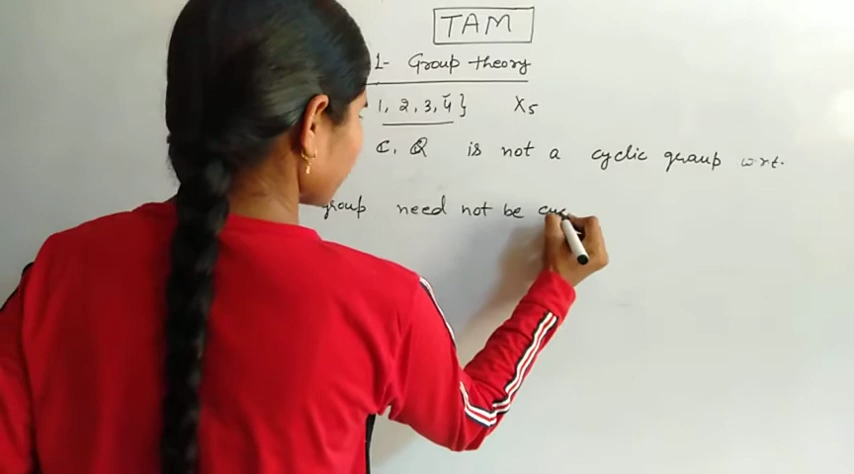 TAM
1- Group theory
1, 2, 3, 4} X5
C, Q is not a cyclic group w.r.t.
group need not be cyc